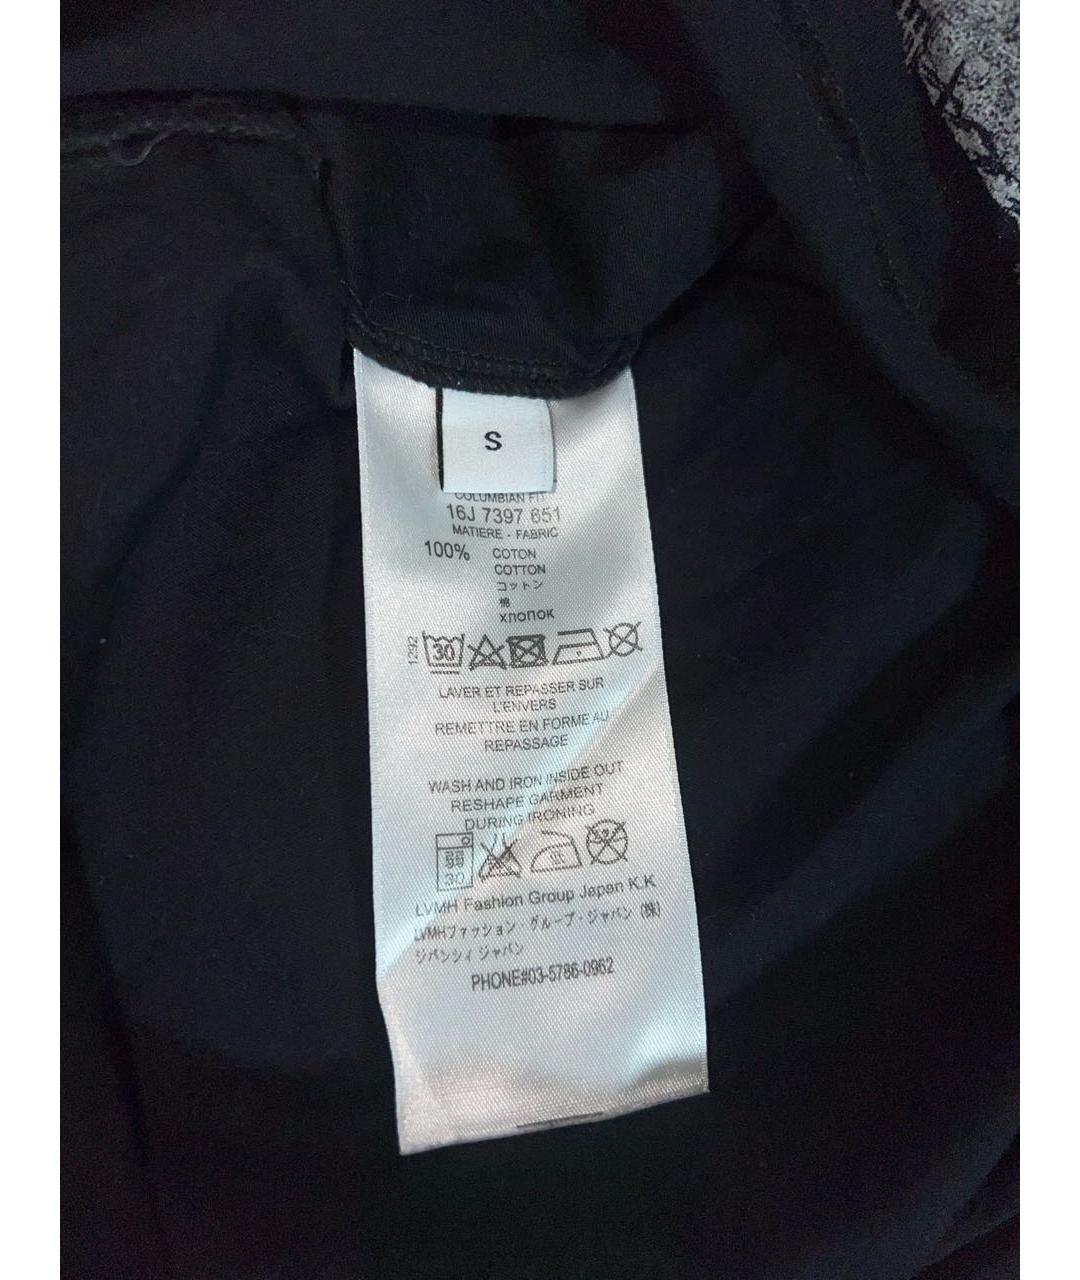 S
COLUMBIAN FIT
16J 7397 651
MATIERE - FABRIC
100% COTON
COTTON
コットン
棉
хлопок
1292
30
LAVER ET REPASSER SUR
L'ENVERS
REMETTRE EN FORME AU
REPASSAGE
WASH AND IRON INSIDE OUT
RESHAPE GARMENT
DURING IRONING
30
LVMH Fashion Group Japan K.K
LVMHファッション・グループ・ジャパン (株)
ジバンシィ ジャパン
PHONE#03-5786-0962